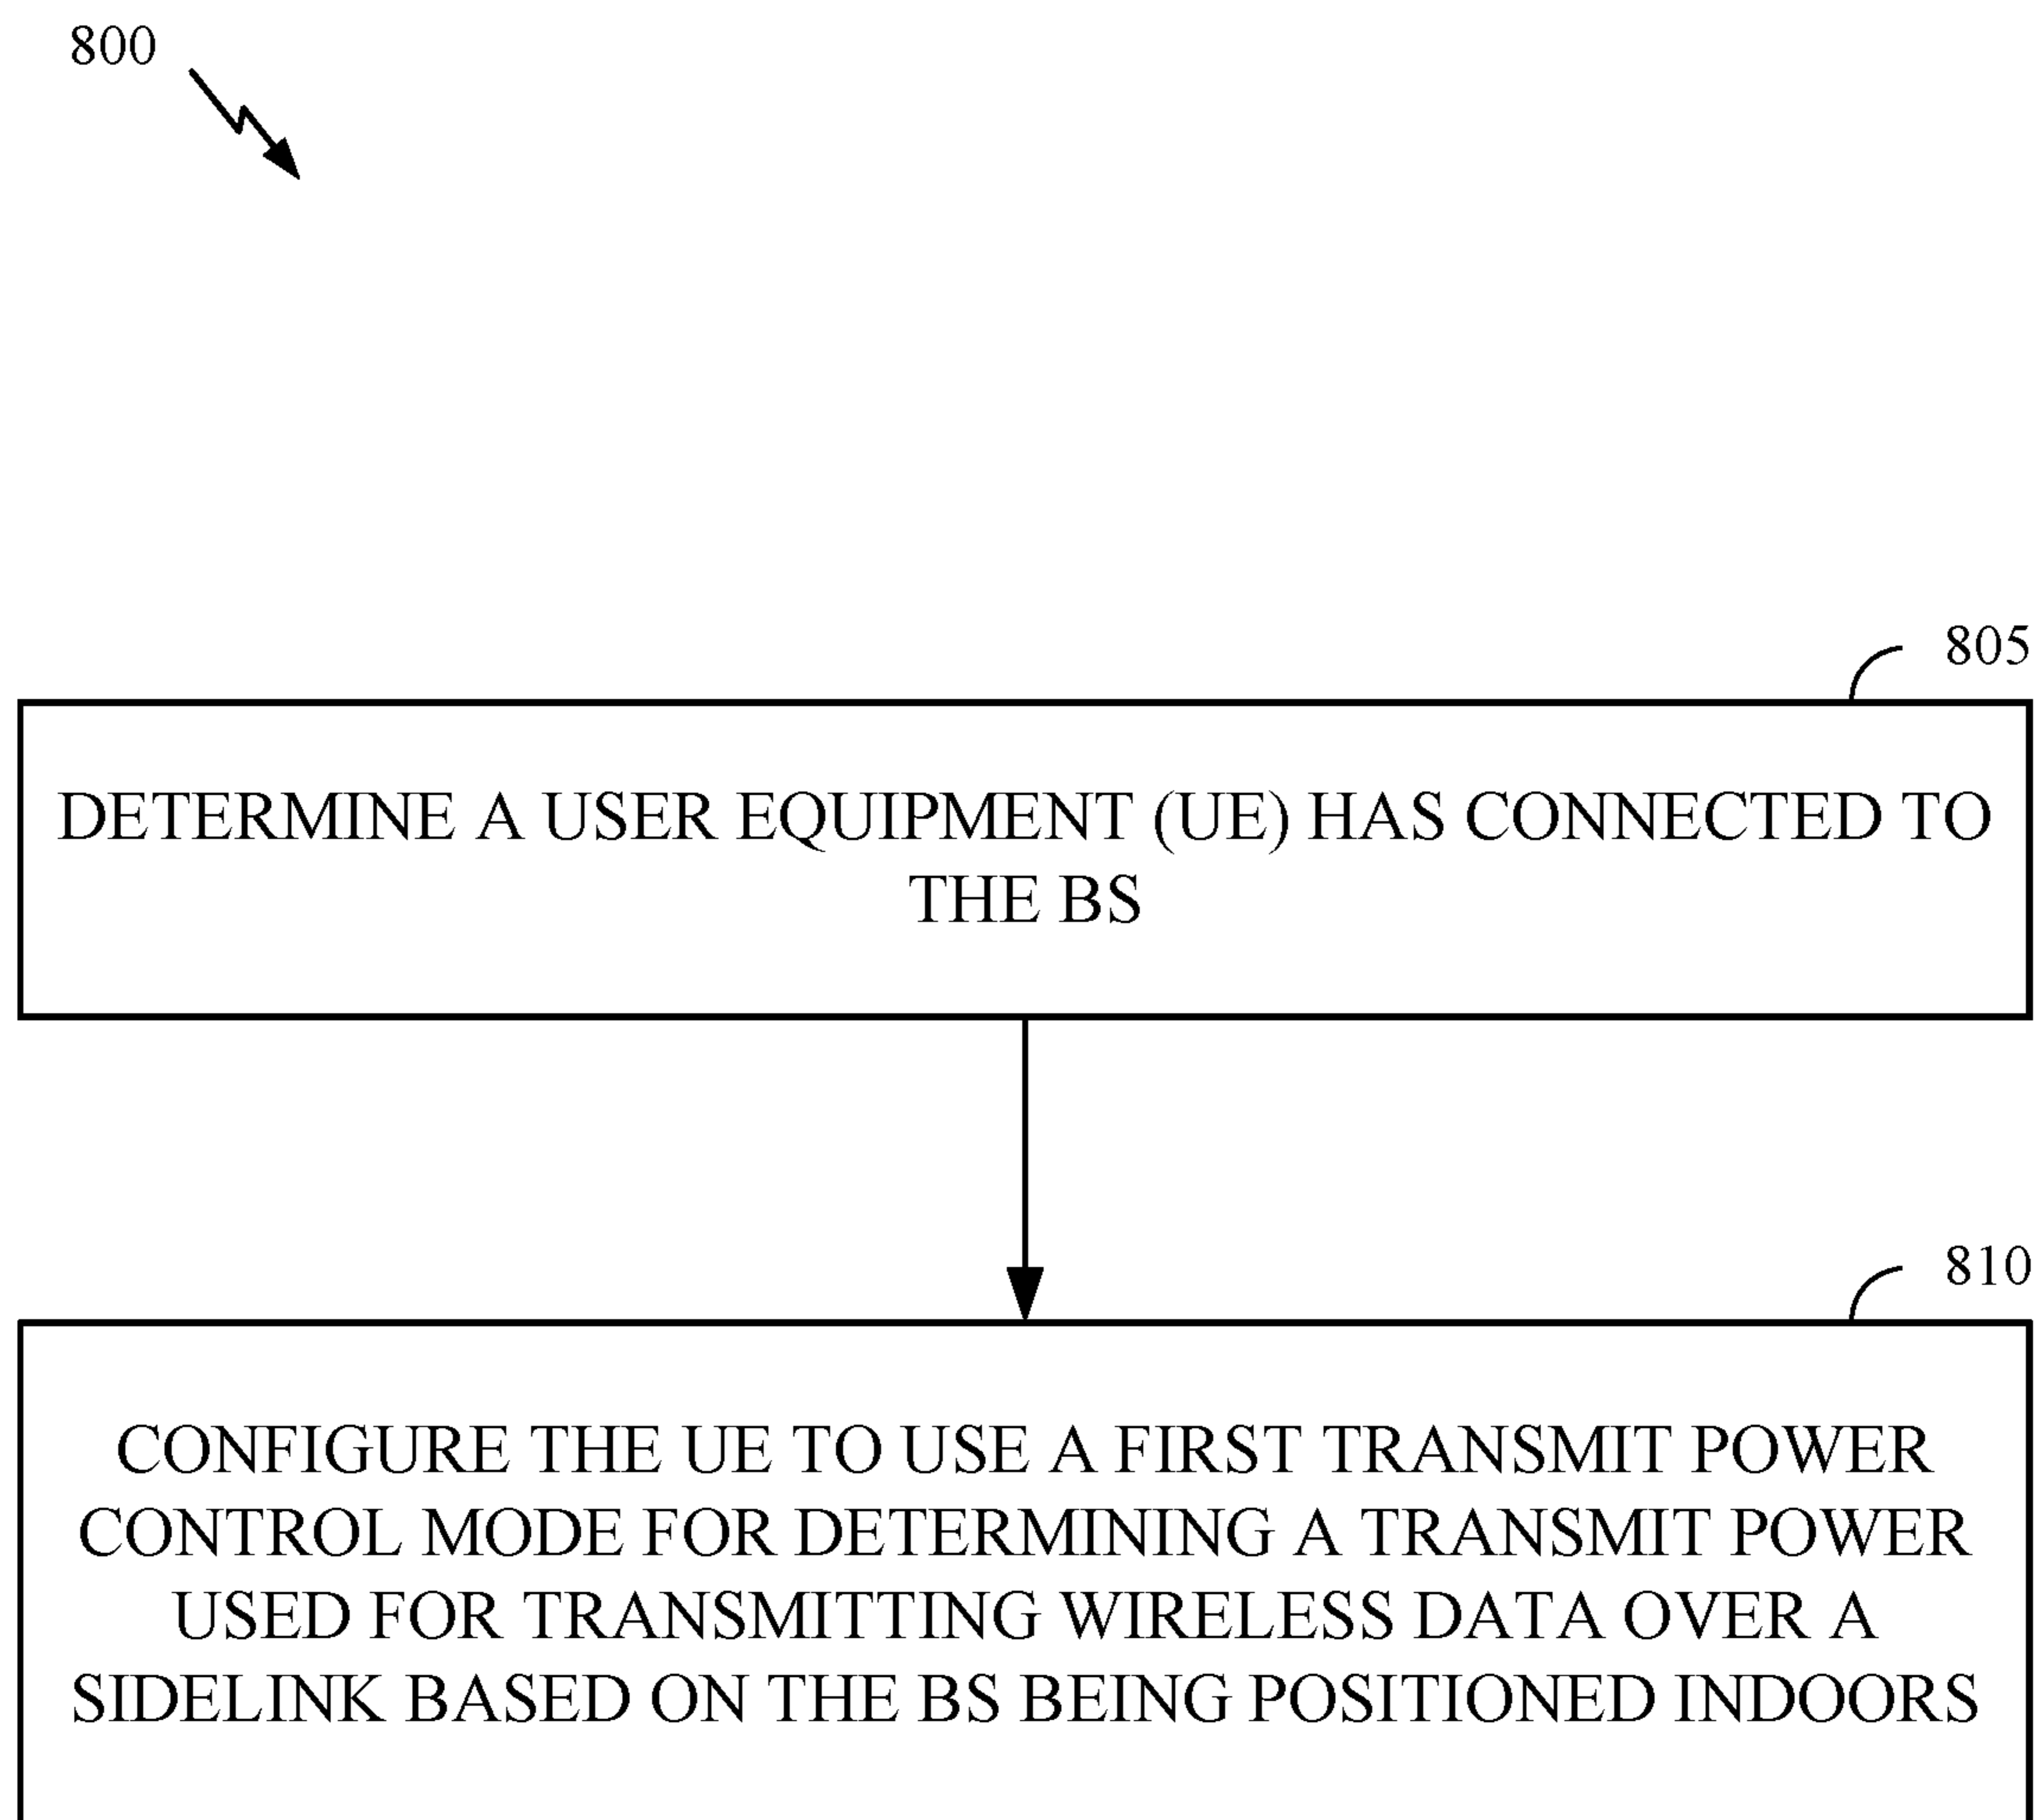 800
805
DETERMINE A USER EQUIPMENT (UE) HAS CONNECTED TO
THE BS
810
CONFIGURE THE UE TO USE A FIRST TRANSMIT POWER
CONTROL MODE FOR DETERMINING A TRANSMIT POWER
USED FOR TRANSMITTING WIRELESS DATA OVER A
SIDELINK BASED ON THE BS BEING POSITIONED INDOORS